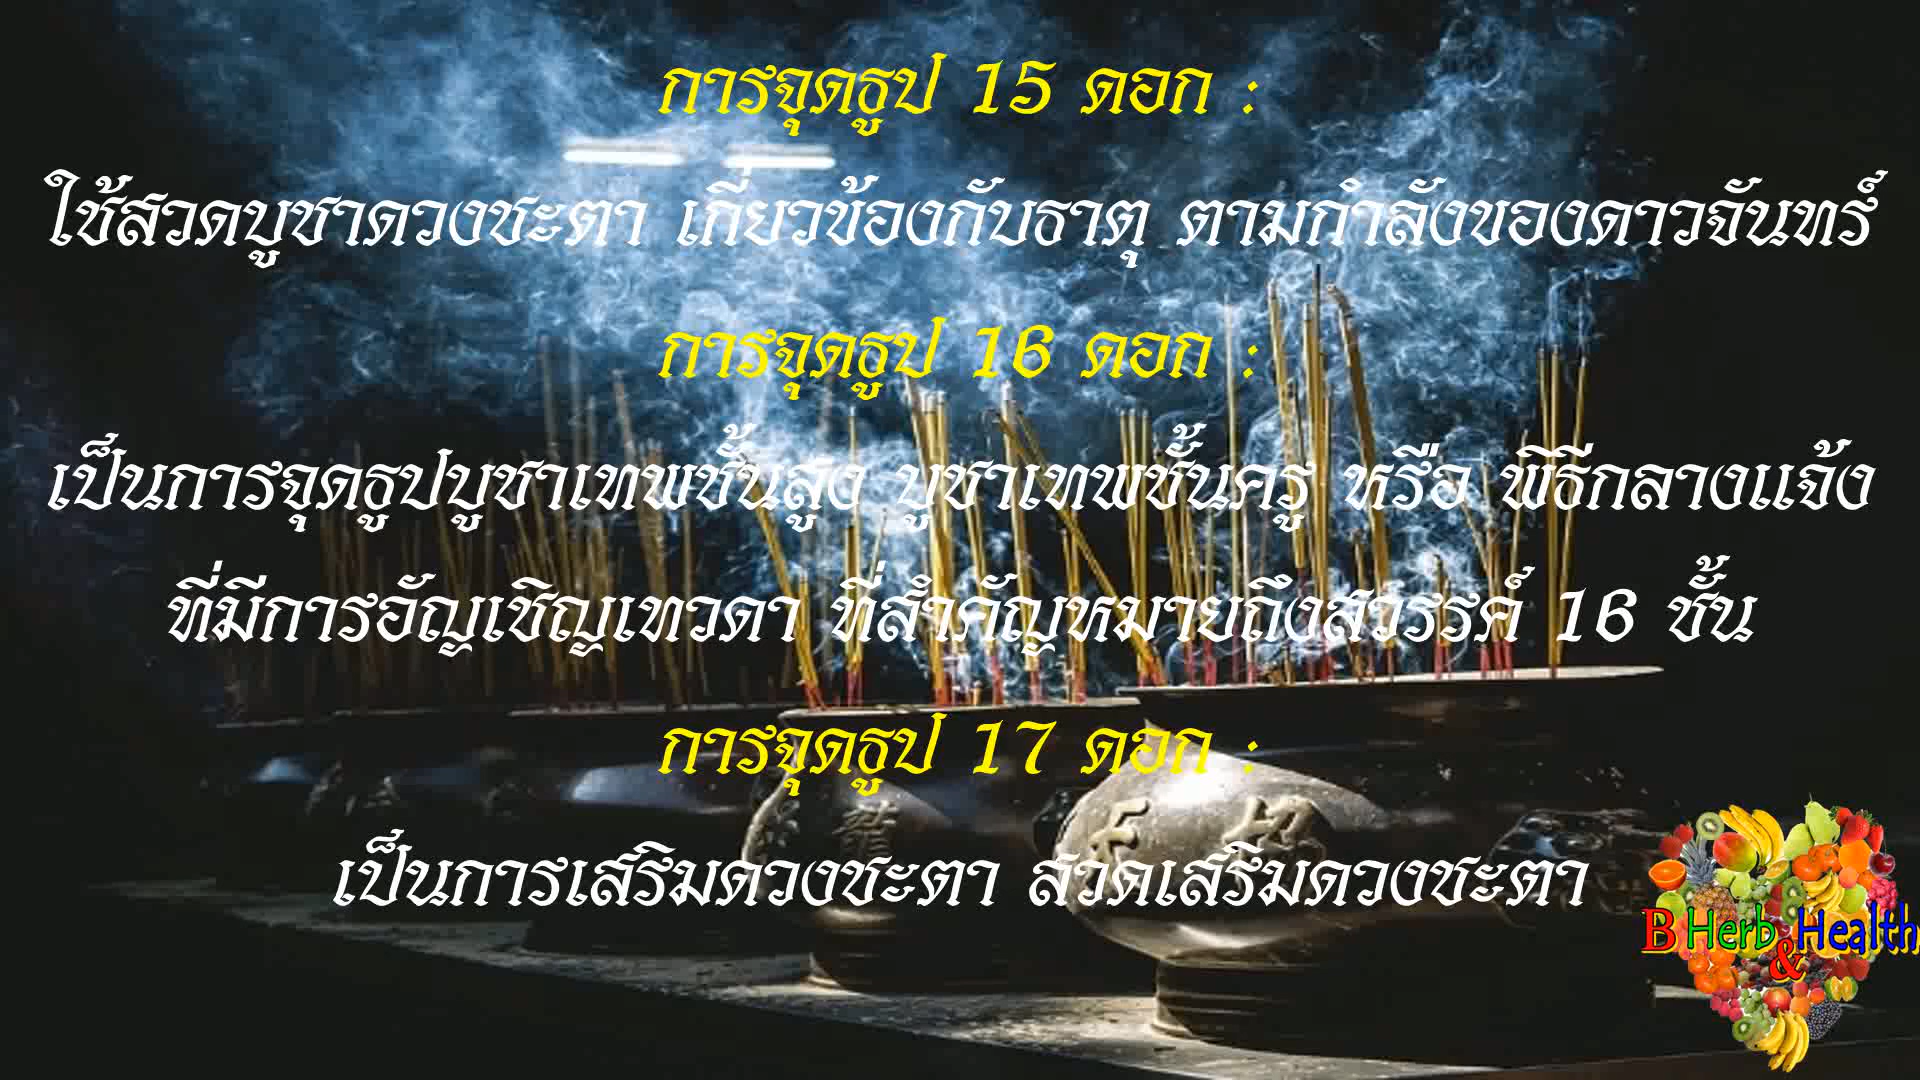 การจุดธูป 15 ดอก :
ใช้สวดบูชาดวงชะตา เกี่ยวข้องกับธาตุ ตามกำลังของดาวจันทร์
การจุดธูป 16 ดอก :
เป็นการจุดธูปบูชาเทพชั้นสูง บูชาเทพชั้นครู หรือ พิธีกลางแจ้ง
ที่มีการอัญเชิญเทวดา ที่สำคัญหมายถึงสวรรค์ 16 ชั้น
การจุดธูป 17 ดอก :
เป็นการเสริมดวงชะตา สวดเสริมดวงชะตา
B Herb & Health